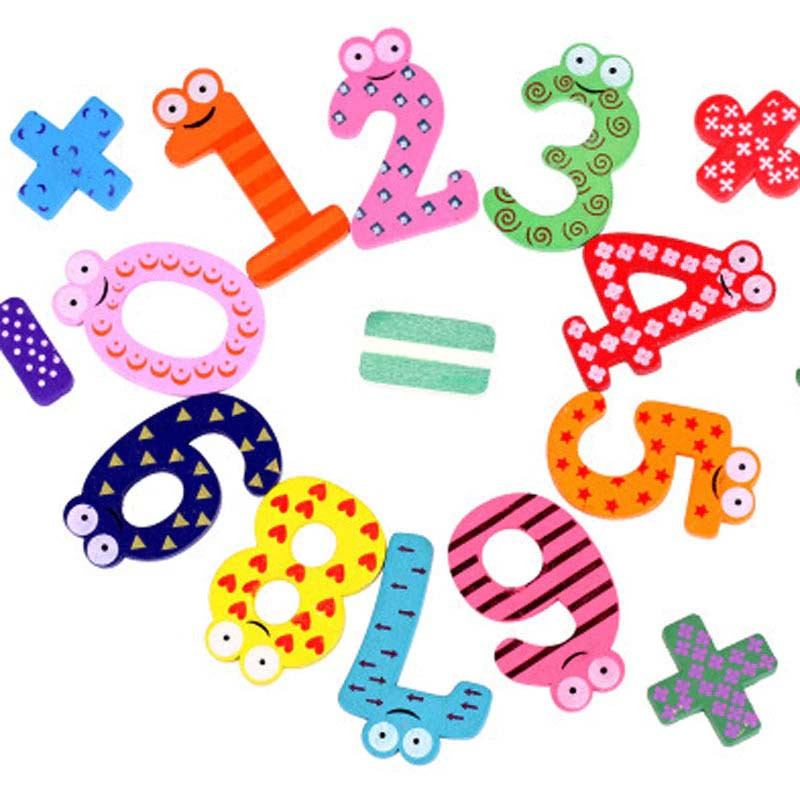 × 1 2 3 ×
- 0 = 4
9 5
8 7 6 ×